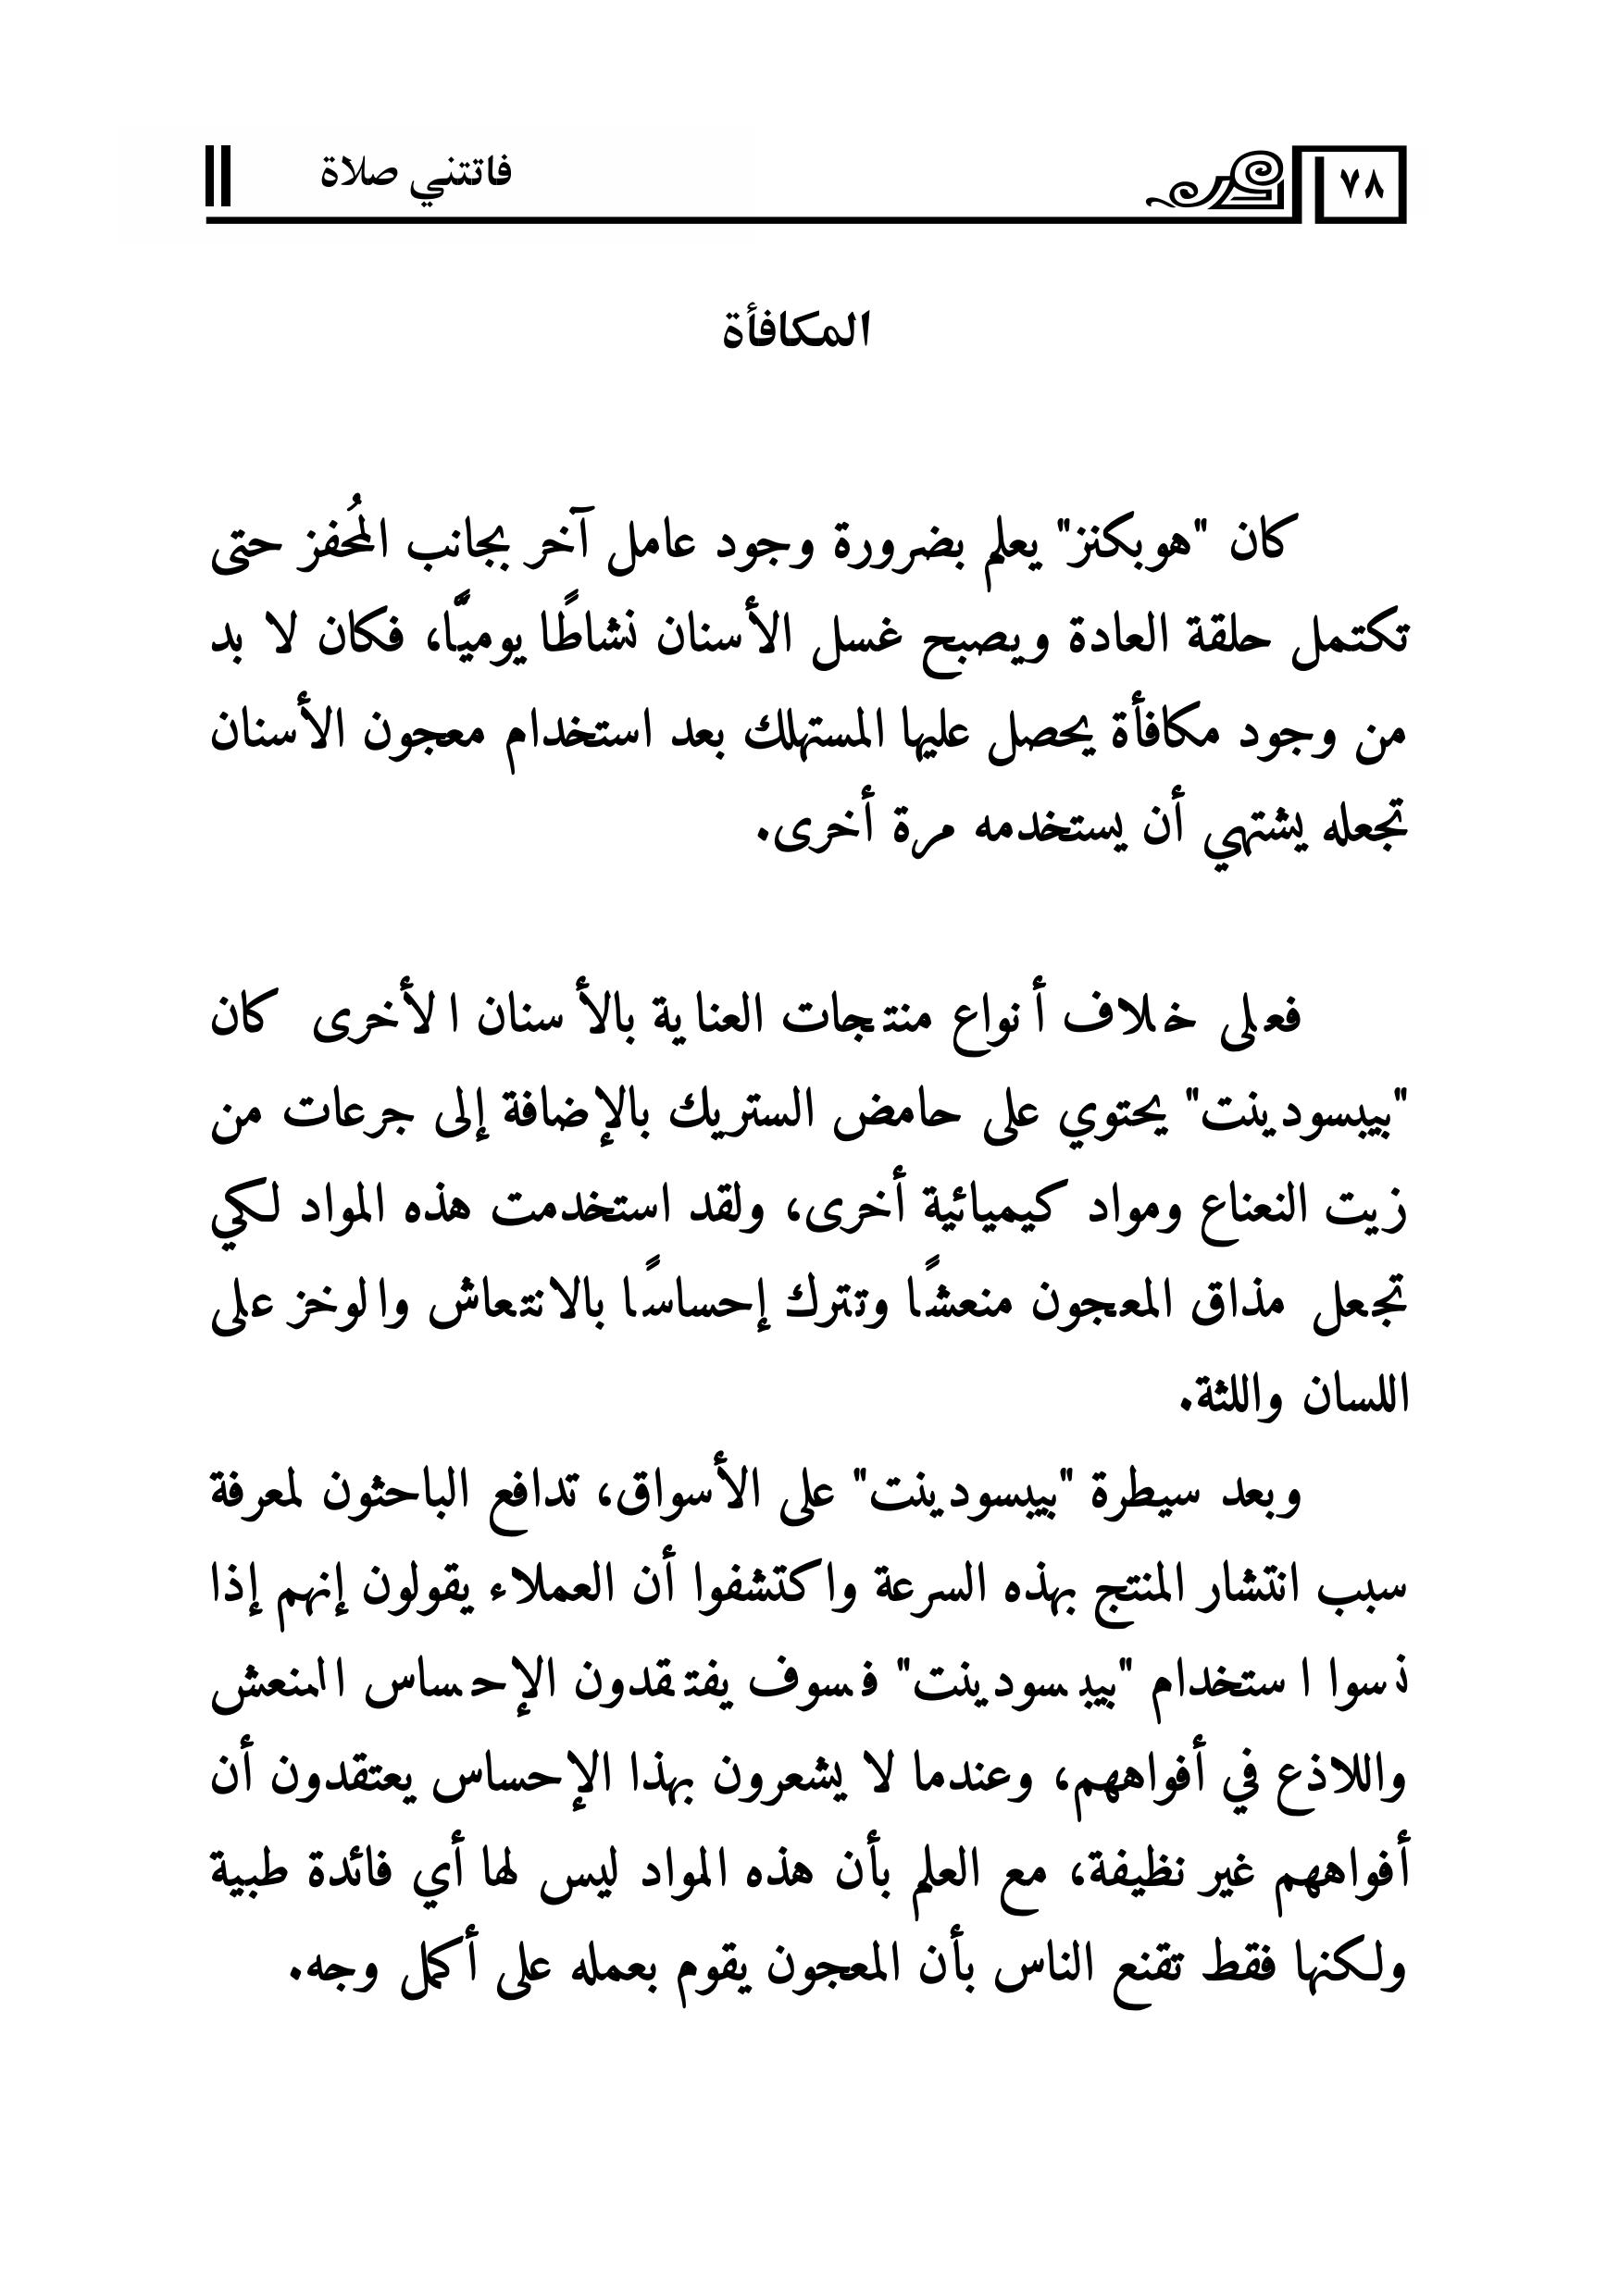 ٧٨
فاتتني صلاة
المكافأة
كان "هوبكنز" يعلم بضرورة وجود عامل آخر بجانب المُحفز حتى
تكتمل حلقة العادة ويصبح غسل الأسنان نشاطًا يوميًّا، فكان لا بد
من وجود مكافأة يحصل عليها المستهلك بعد استخدام معجون الأسنان
تجعله يشتهي أن يستخدمه مرة أخرى.
فعلى خلاف أنواع منتجات العناية بالأسنان الأخرى كان
"بيبسودينت" يحتوي على حامض الستريك بالإضافة إلى جرعات من
زيت النعناع ومواد كيميائية أخرى، ولقد استخدمت هذه المواد لكي
تجعل مذاق المعجون منعشًا وتترك إحساسًا بالانتعاش والوخز على
اللسان واللثة.
وبعد سيطرة "بيبسودينت" على الأسواق، تدافع الباحثون لمعرفة
سبب انتشار المنتج بهذه السرعة واكتشفوا أن العملاء يقولون إنهم إذا
نسوا استخدام "بيبسودينت" فسوف يفتقدون الإحساس المنعش
واللاذع في أفواههم، وعندما لا يشعرون بهذا الإحساس يعتقدون أن
أفواههم غير نظيفة، مع العلم بأن هذه المواد ليس لها أي فائدة طبية
ولكنها فقط تقنع الناس بأن المعجون يقوم بعمله على أكمل وجه.